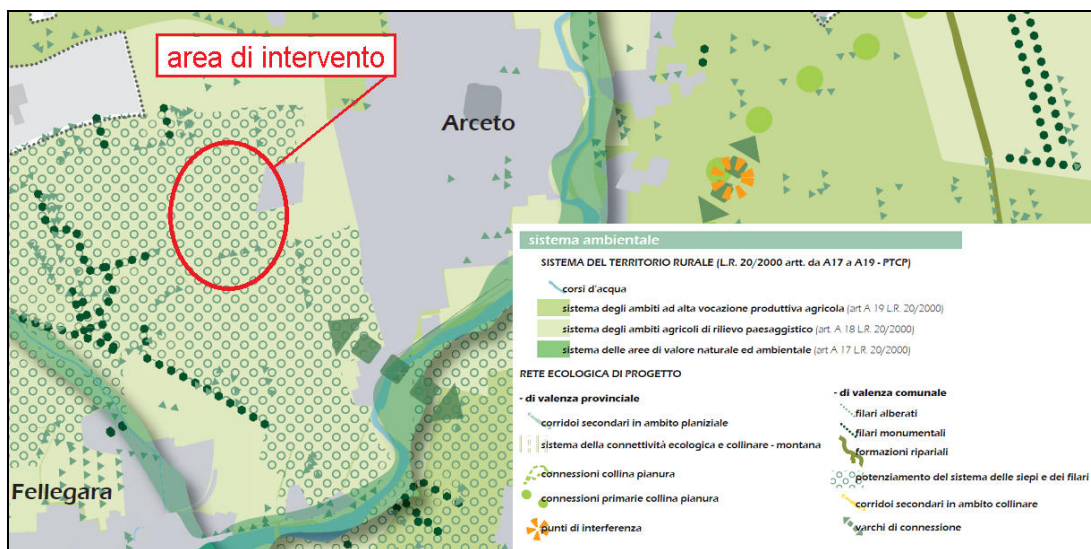 area di intervento
Arceto
Fellegara
sistema ambientale
SISTEMA DEL TERRITORIO RURALE (L.R. 20/2000 artt. da A17 a A19 - PTCP)
corsi d'acqua
sistema degli ambiti ad alta vocazione produttiva agricola (art A 19 L.R. 20/2000)
sistema degli ambiti agricoli di rilievo paesaggistico (art. A 18 L.R. 20/2000)
sistema delle aree di valore naturale ed ambientale (art A 17 L.R. 20/2000)
RETE ECOLOGICA DI PROGETTO
- di valenza provinciale
corridoi secondari in ambito planiziale
sistema della connettività ecologica e collinare - montana
connessioni collina pianura
connessioni primarie collina pianura
punti di interferenza
- di valenza comunale
filari alberati
filari monumentali
formazioni ripariali
potenziamento del sistema delle siepi e dei filari
corridoi secondari in ambito collinare
varchi di connessione